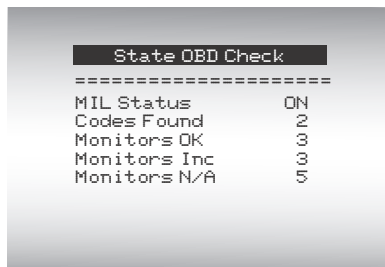 State OBD Check
=====================
MIL Status ON
Codes Found 2
Monitors OK 3
Monitors Inc 3
Monitors N/A 5